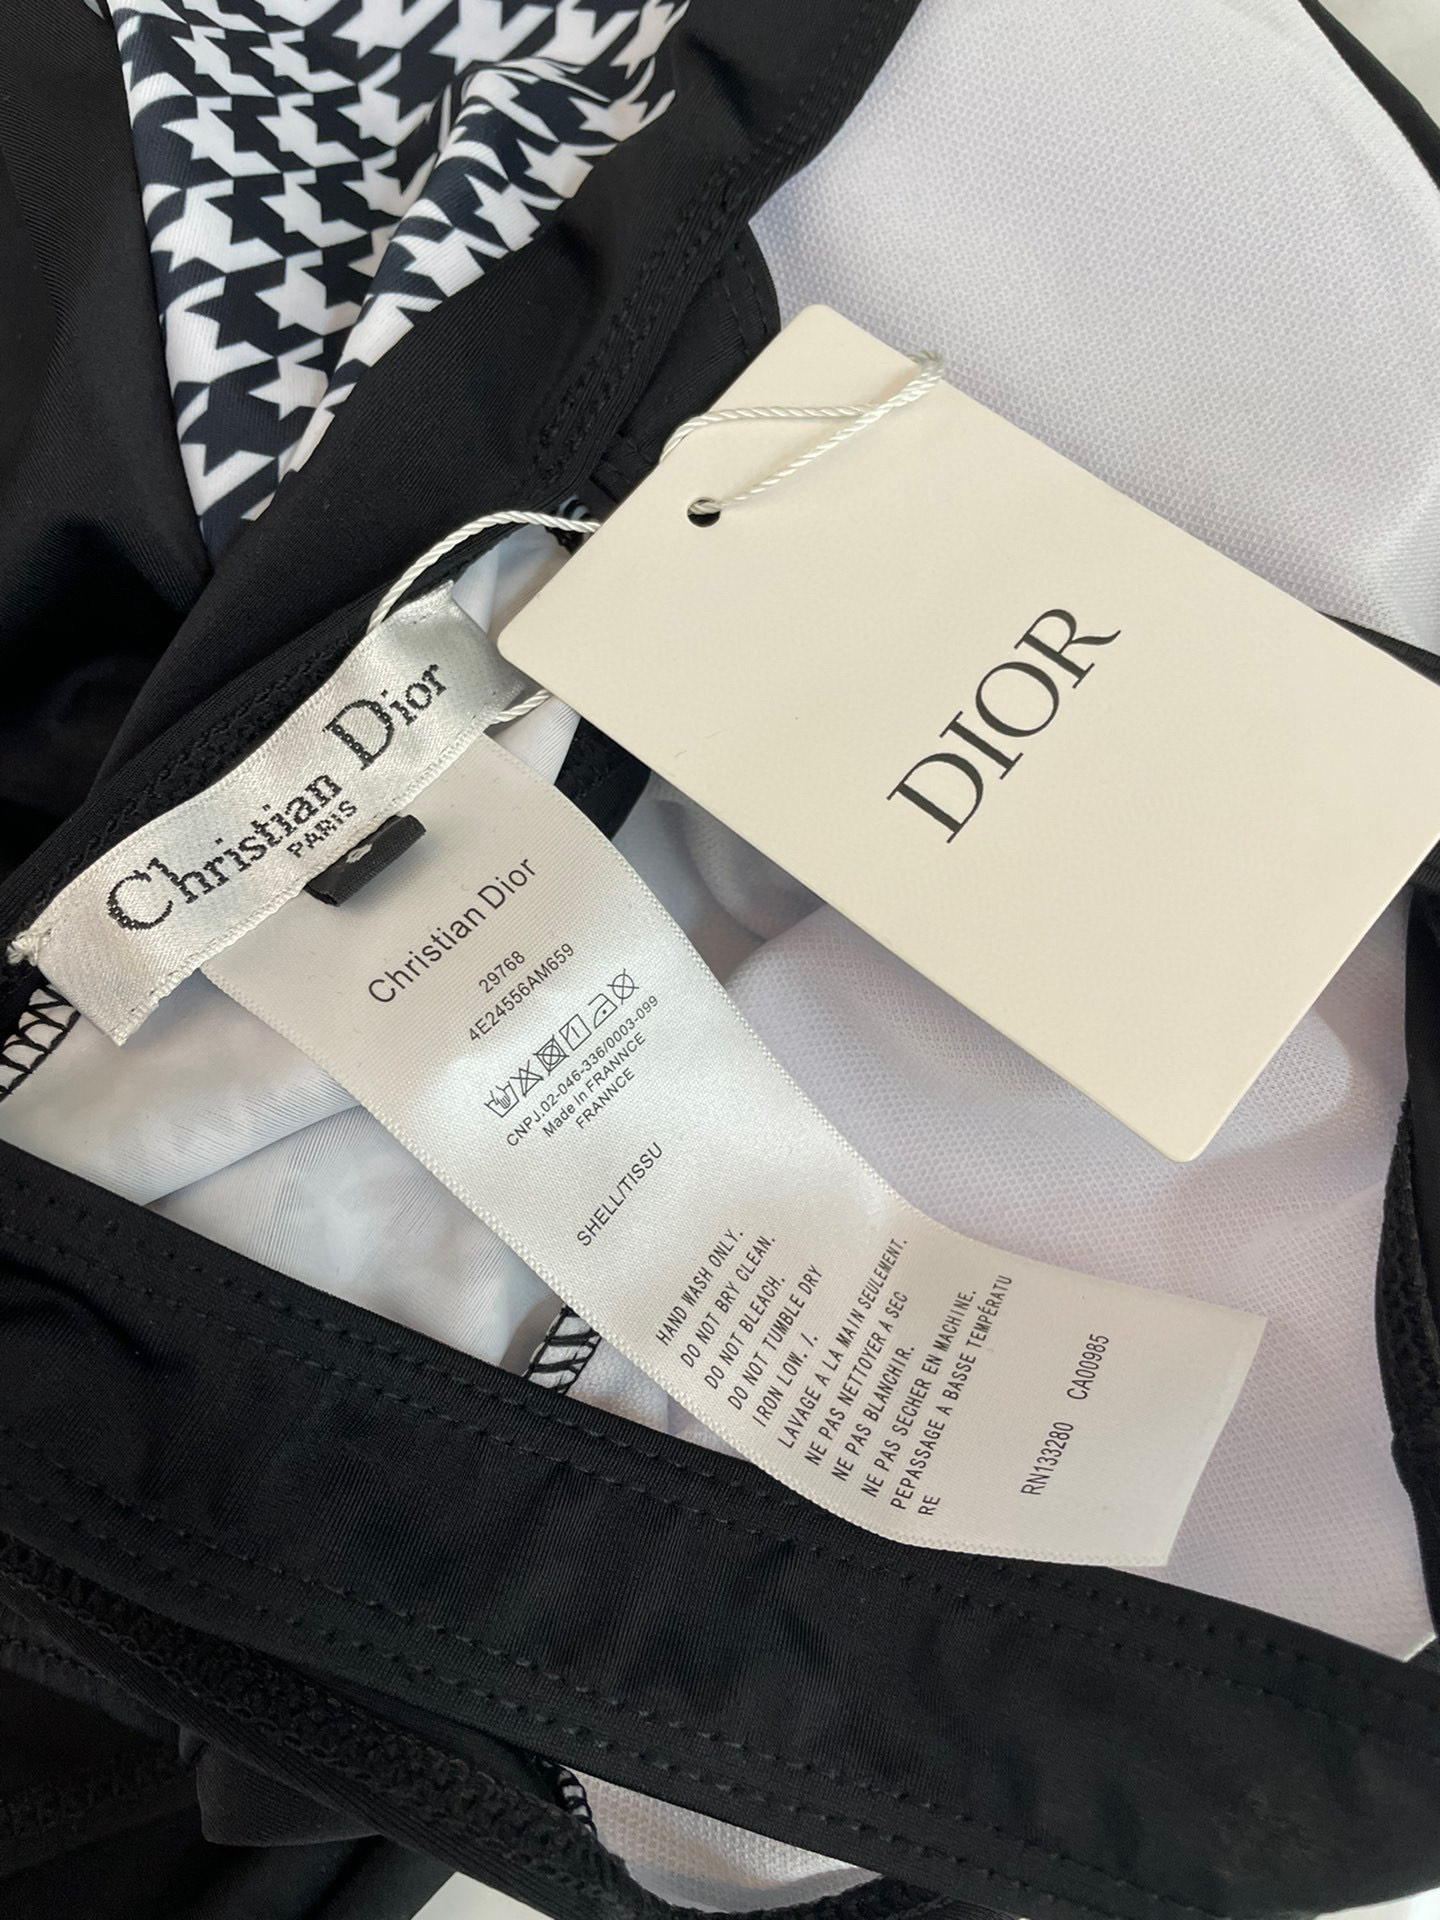 DIOR
Christian Dior
PARIS
Christian Dior
29768
4E24556AM659
CNPJ.02-046-336/0003-099
Made In FRANNCE
FRANNCE
SHELL/TISSU
HAND WASH ONLY.
DO NOT BRY CLEAN.
DO NOT BLEACH.
DO NOT TUMBLE DRY
IRON LOW. /.
LAVAGE A LA MAIN SEULEMENT.
NE PAS NETTOYER A SEC
NE PAS BLANCHIR.
NE PAS SECHER EN MACHINE.
PEPASSAGE A BASSE TEMPÉRATU
RE
RN133280 CA00985